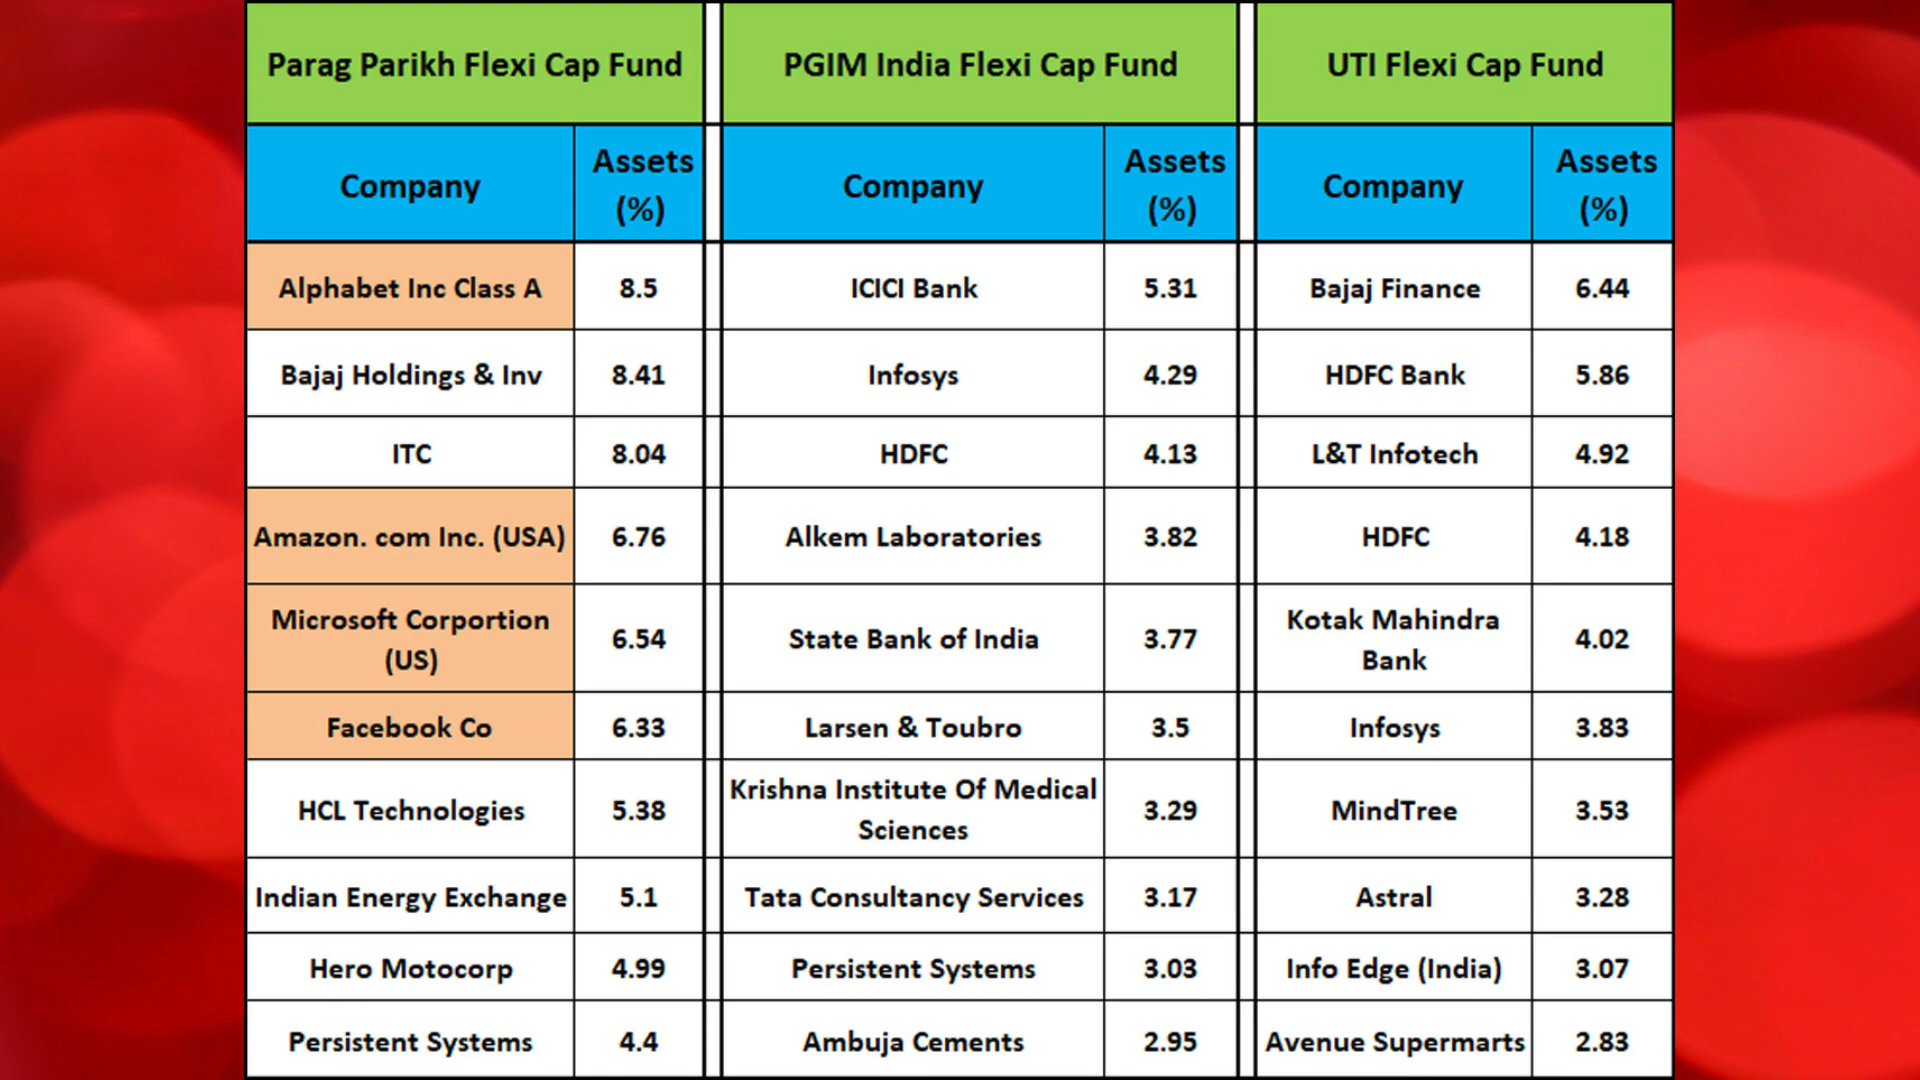 Parag Parikh Flexi Cap Fund PGIM India Flexi Cap Fund UTI Flexi Cap Fund
Company Assets (%) Company Assets (%) Company Assets (%)
Alphabet Inc Class A 8.5 ICICI Bank 5.31 Bajaj Finance 6.44
Bajaj Holdings & Inv 8.41 Infosys 4.29 HDFC Bank 5.86
ITC 8.04 HDFC 4.13 L&T Infotech 4.92
Amazon. com Inc. (USA) 6.76 Alkem Laboratories 3.82 HDFC 4.18
Microsoft Corportion (US) 6.54 State Bank of India 3.77 Kotak Mahindra Bank 4.02
Facebook Co 6.33 Larsen & Toubro 3.5 Infosys 3.83
HCL Technologies 5.38 Krishna Institute Of Medical Sciences 3.29 MindTree 3.53
Indian Energy Exchange 5.1 Tata Consultancy Services 3.17 Astral 3.28
Hero Motocorp 4.99 Persistent Systems 3.03 Info Edge (India) 3.07
Persistent Systems 4.4 Ambuja Cements 2.95 Avenue Supermarts 2.83